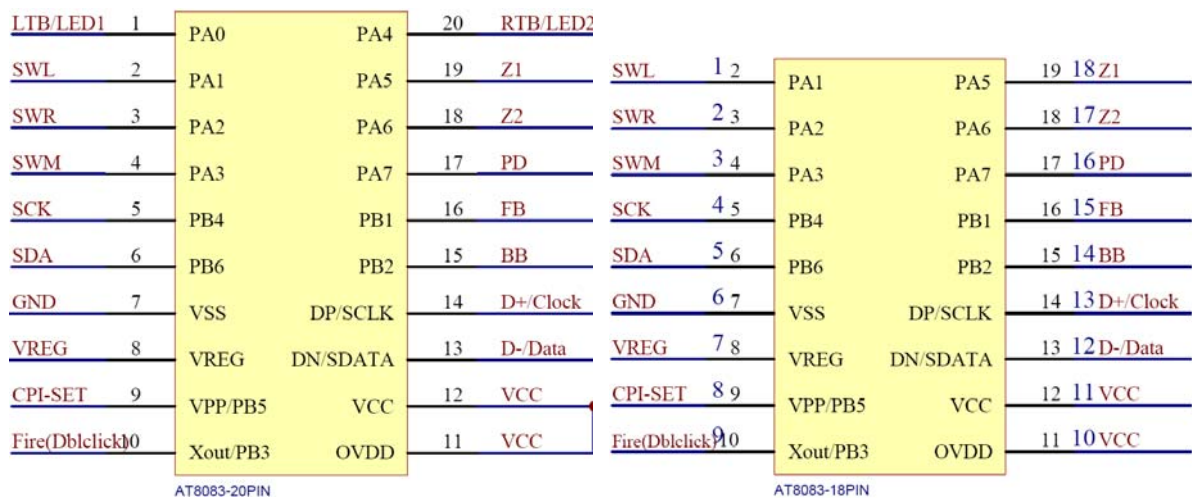 LTB/LED1 1 PA0 PA4 20 RTB/LED2
SWL 2 PA1 PA5 19 Z1
SWR 3 PA2 PA6 18 Z2
SWM 4 PA3 PA7 17 PD
SCK 5 PB4 PB1 16 FB
SDA 6 PB6 PB2 15 BB
GND 7 VSS DP/SCLK 14 D+/Clock
VREG 8 VREG DN/SDATA 13 D-/Data
CPI-SET 9 VPP/PB5 VCC 12 VCC
Fire(Dblclick) 10 Xout/PB3 OVDD 11 VCC
AT8083-20PIN
SWL 1 2 PA1 PA5 19 18 Z1
SWR 2 3 PA2 PA6 18 17 Z2
SWM 3 4 PA3 PA7 17 16 PD
SCK 4 5 PB4 PB1 16 15 FB
SDA 5 6 PB6 PB2 15 14 BB
GND 6 7 VSS DP/SCLK 14 13 D+/Clock
VREG 7 8 VREG DN/SDATA 13 12 D-/Data
CPI-SET 8 9 VPP/PB5 VCC 12 11 VCC
Fire(Dblclick) 9 10 Xout/PB3 OVDD 11 10 VCC
AT8083-18PIN